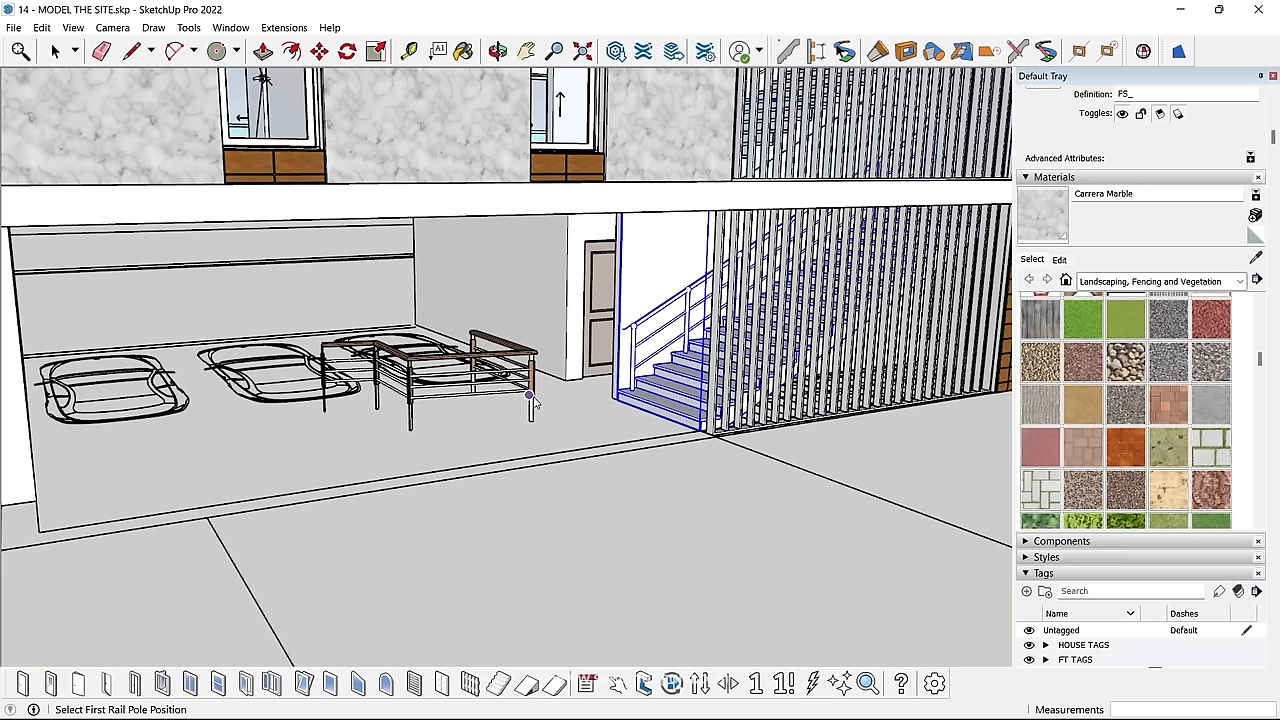 14 - MODEL THE SITE.skp - SketchUp Pro 2022
File Edit View Camera Draw Tools Window Extensions Help
Default Tray
Definition: FS_
Toggles:
Advanced Attributes:
Materials
Carrera Marble
Select Edit
Landscaping, Fencing and Vegetation
Components
Styles
Tags
Search
Name Dashes
Untagged Default
HOUSE TAGS
FT TAGS
Select First Rail Pole Position Measurements